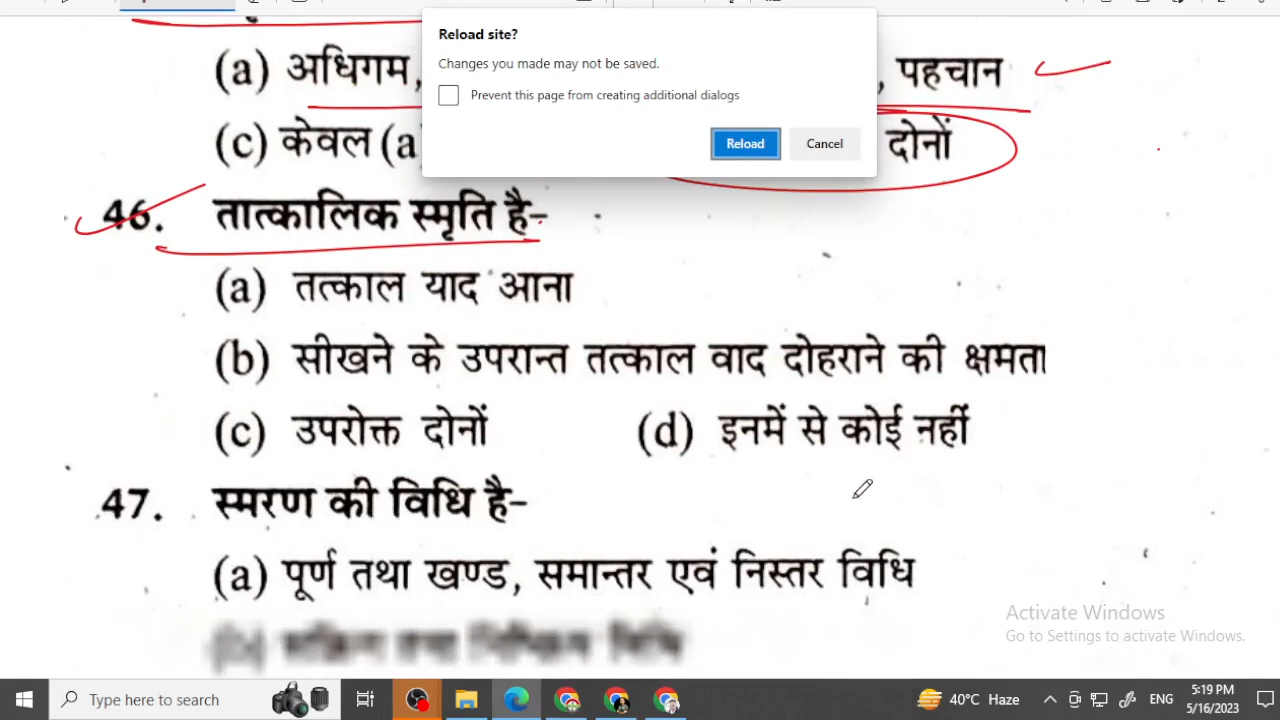 Reload site?
Changes you made may not be saved.
Prevent this page from creating additional dialogs
Reload Cancel
(a) अधिगम, , पहचान
(c) केवल (a) दोनों
46. तात्कालिक स्मृति है-
(a) तत्काल याद आना
(b) सीखने के उपरान्त तत्काल वाद दोहराने की क्षमता
(c) उपरोक्त दोनों (d) इनमें से कोई नहीं
47. स्मरण की विधि है-
(a) पूर्ण तथा खण्ड, समान्तर एवं निस्तर विधि
Activate Windows
Go to Settings to activate Windows.
Type here to search 40°C Haze ENG 5:19 PM
5/16/2023